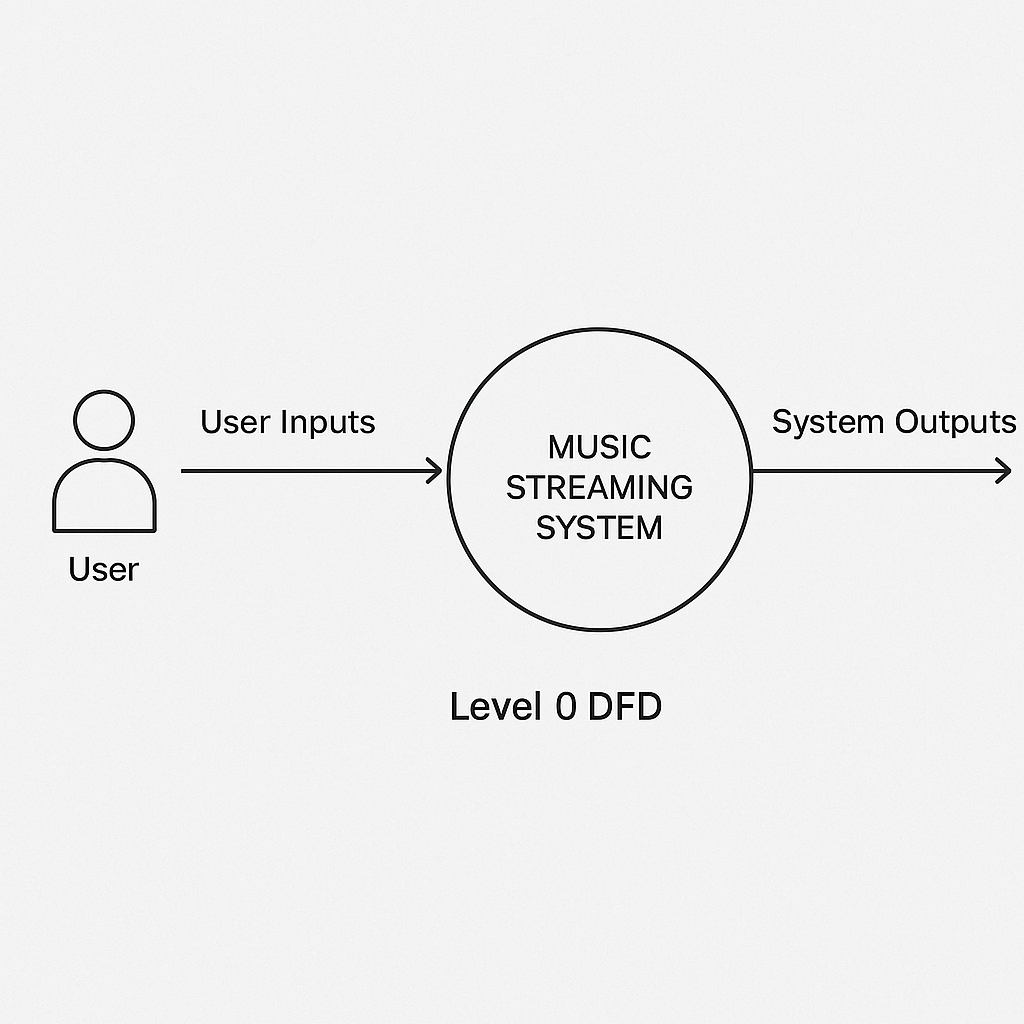 User Inputs
System Outputs
MUSIC
STREAMING
SYSTEM
User
Level 0 DFD